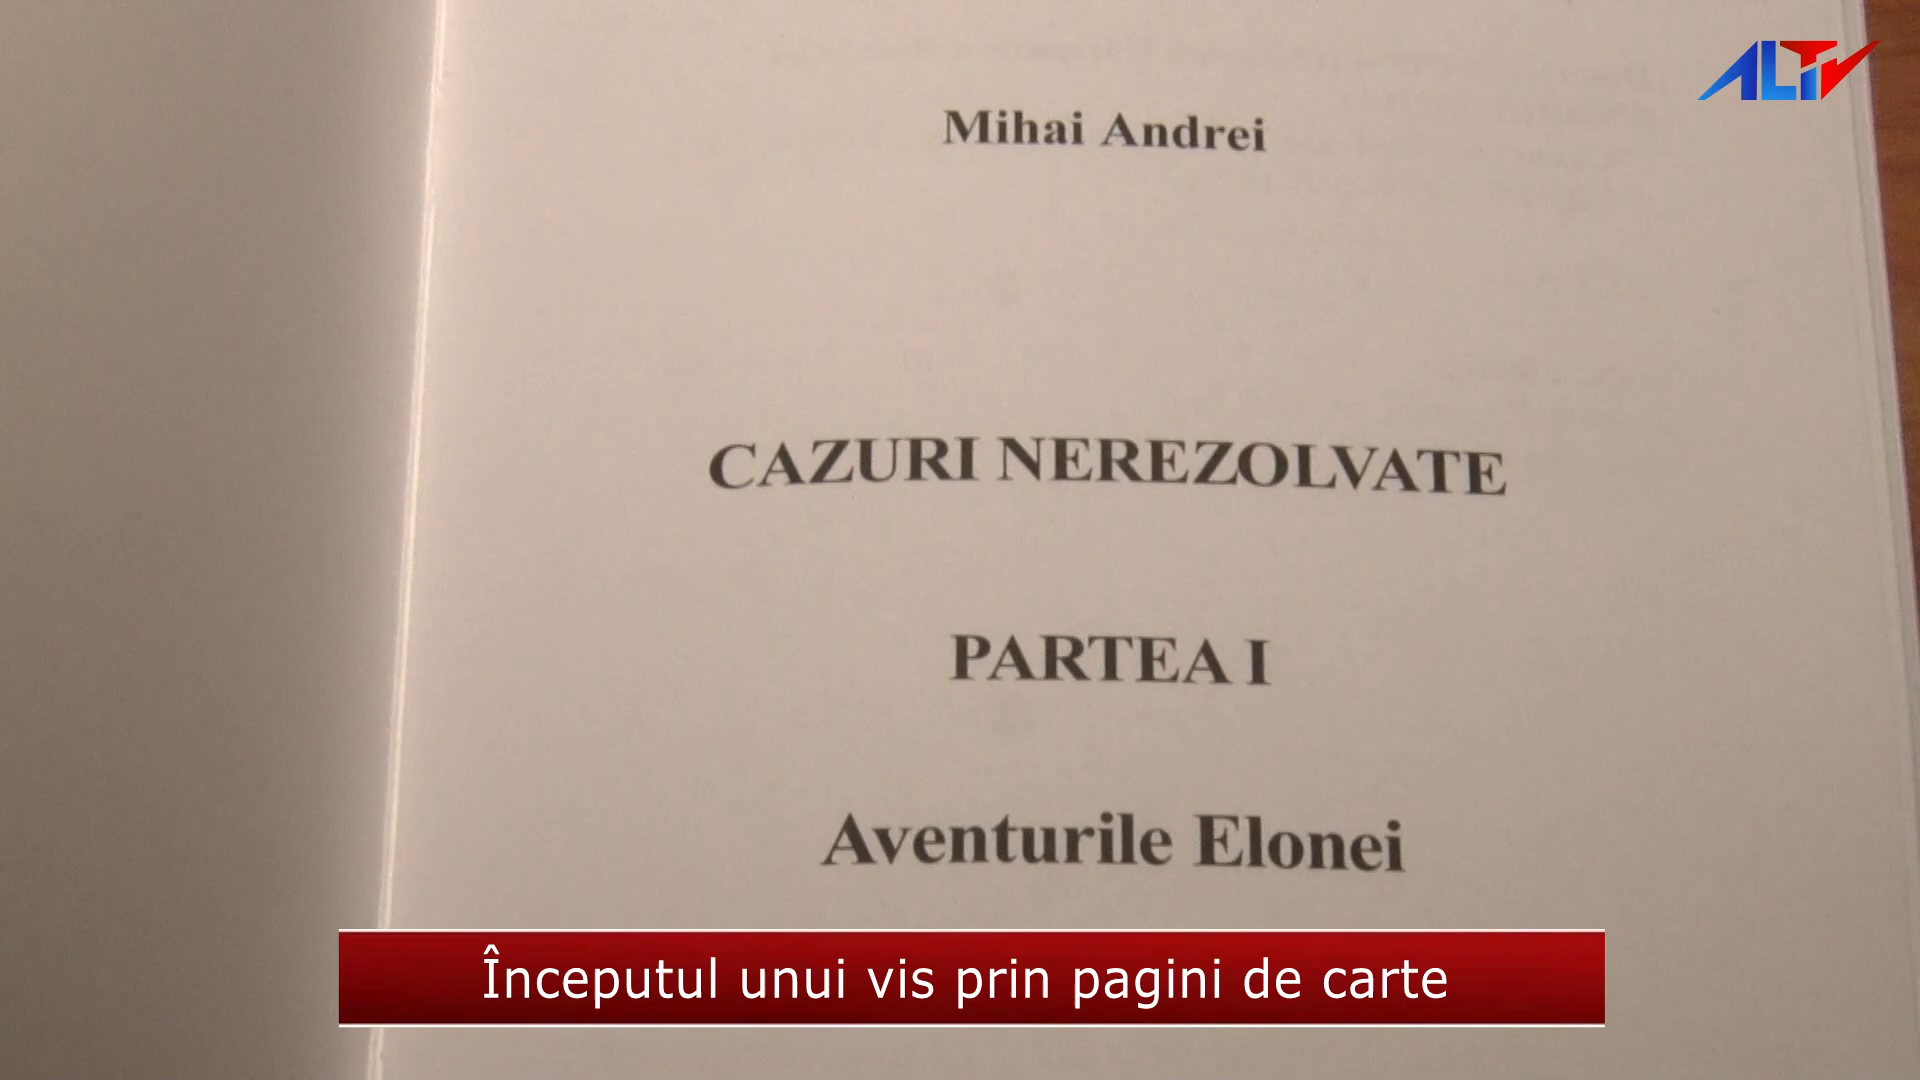 ALTV
Mihai Andrei
CAZURI NEREZOLVATE
PARTEA I
Aventurile Elonei
Începutul unui vis prin pagini de carte